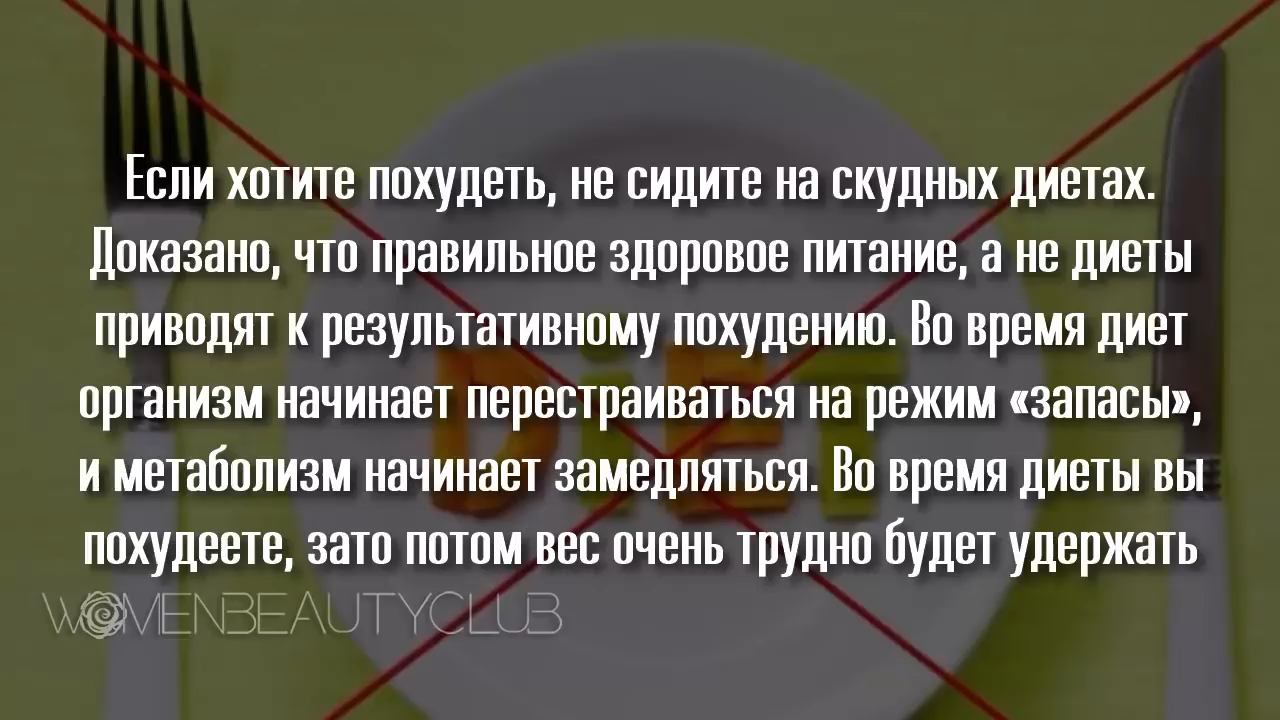 Если хотите похудеть, не сидите на скудных диетах.
Доказано, что правильное здоровое питание, а не диеты
приводят к результативному похудению. Во время диет
организм начинает перестраиваться на режим «запасы»,
и метаболизм начинает замедляться. Во время диеты вы
похудеете, зато потом вес очень трудно будет удержать
DiET
WOMENBEAUTYCLUB